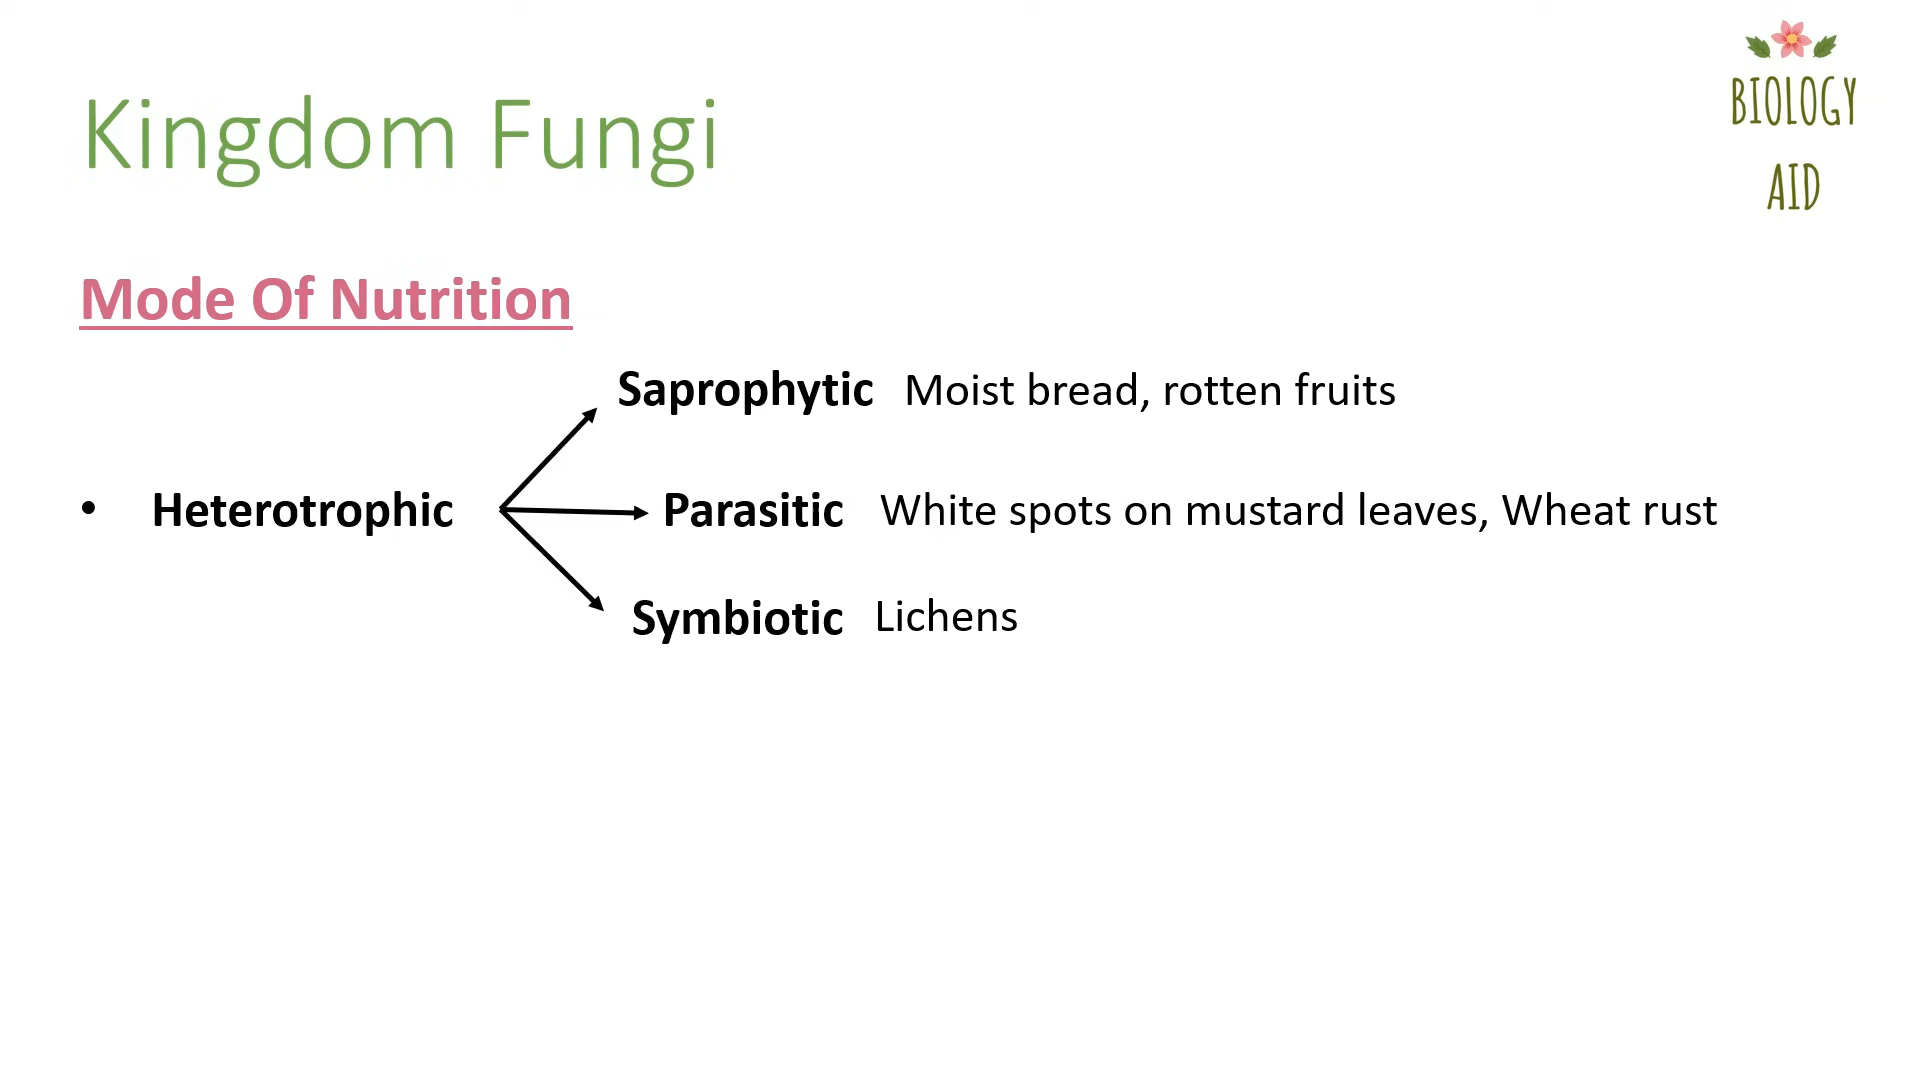 BIOLOGY
AID
Kingdom Fungi
Mode Of Nutrition
Saprophytic Moist bread, rotten fruits
• Heterotrophic Parasitic White spots on mustard leaves, Wheat rust
Symbiotic Lichens